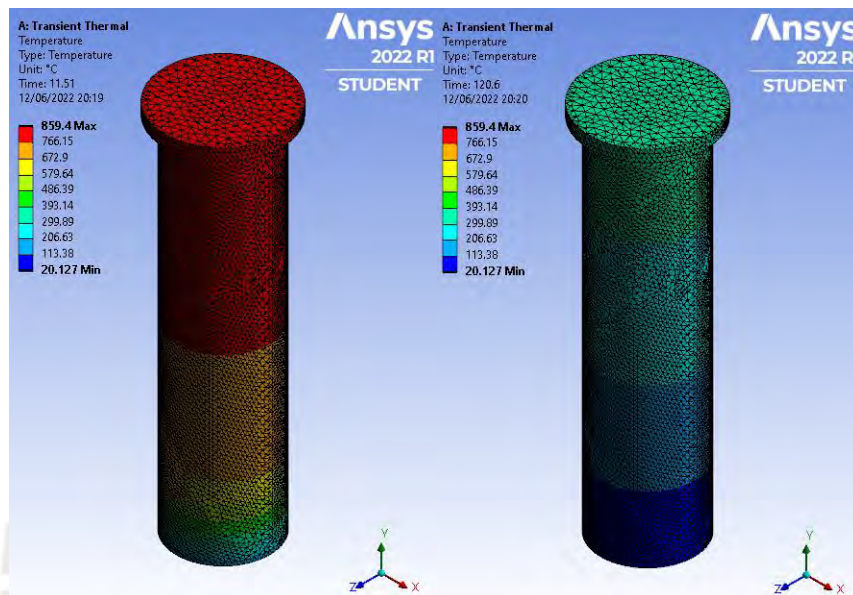 A: Transient Thermal
Temperature
Type: Temperature
Unit: °C
Time: 11.51
12/06/2022 20:19
859.4 Max
766.15
672.9
579.64
486.39
393.14
299.89
206.63
113.38
20.127 Min
Ansys
2022 R1
STUDENT
Y
Z
X
A: Transient Thermal
Temperature
Type: Temperature
Unit: °C
Time: 120.6
12/06/2022 20:20
859.4 Max
766.15
672.9
579.64
486.39
393.14
299.89
206.63
113.38
20.127 Min
Ansys
2022 R
STUDENT
Y
Z
X